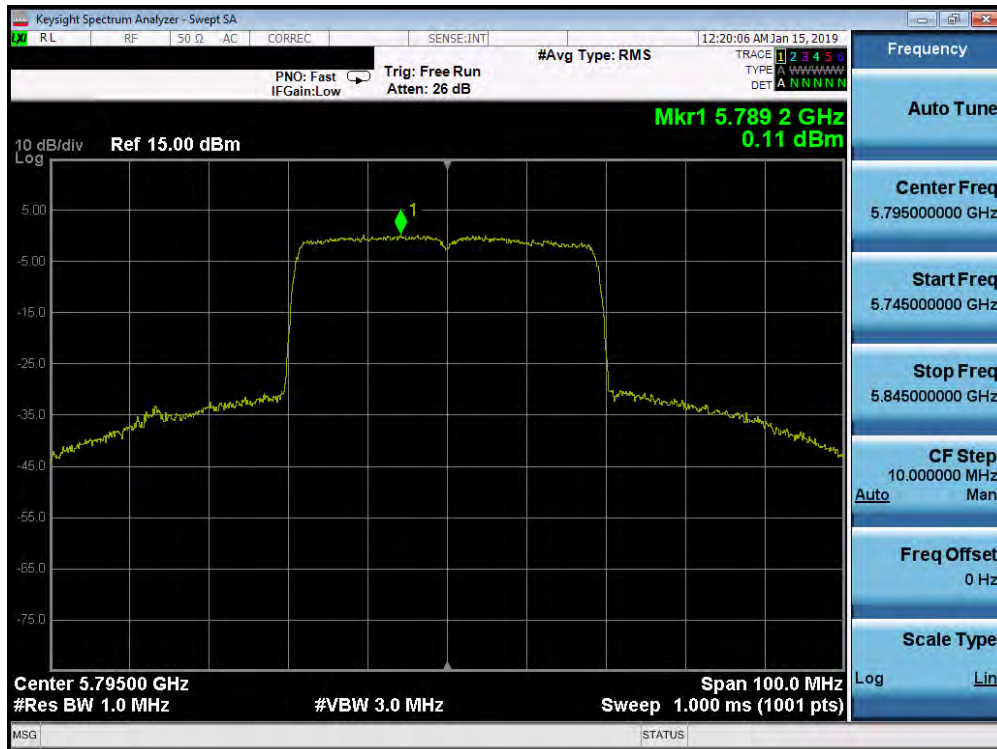 Keysight Spectrum Analyzer - Swept SA
LXI RL RF 50 Ω AC CORREC SENSE:INT 12:20:06 AM Jan 15, 2019
#Avg Type: RMS TRACE 1 2 3 4 5 6
PNO: Fast Trig: Free Run TYPE A WWWWW
IFGain:Low Atten: 26 dB DET A N N N N N
Mkr1 5.789 2 GHz
0.11 dBm
10 dB/div Ref 15.00 dBm
Log
1
5.00
-5.00
-15.0
-25.0
-35.0
-45.0
-55.0
-65.0
-75.0
Center 5.79500 GHz Span 100.0 MHz
#Res BW 1.0 MHz #VBW 3.0 MHz Sweep 1.000 ms (1001 pts)
MSG STATUS
Frequency
Auto Tune
Center Freq
5.795000000 GHz
Start Freq
5.745000000 GHz
Stop Freq
5.845000000 GHz
CF Step
10.000000 MHz
Auto Man
Freq Offset
0 Hz
Scale Type
Log Lin